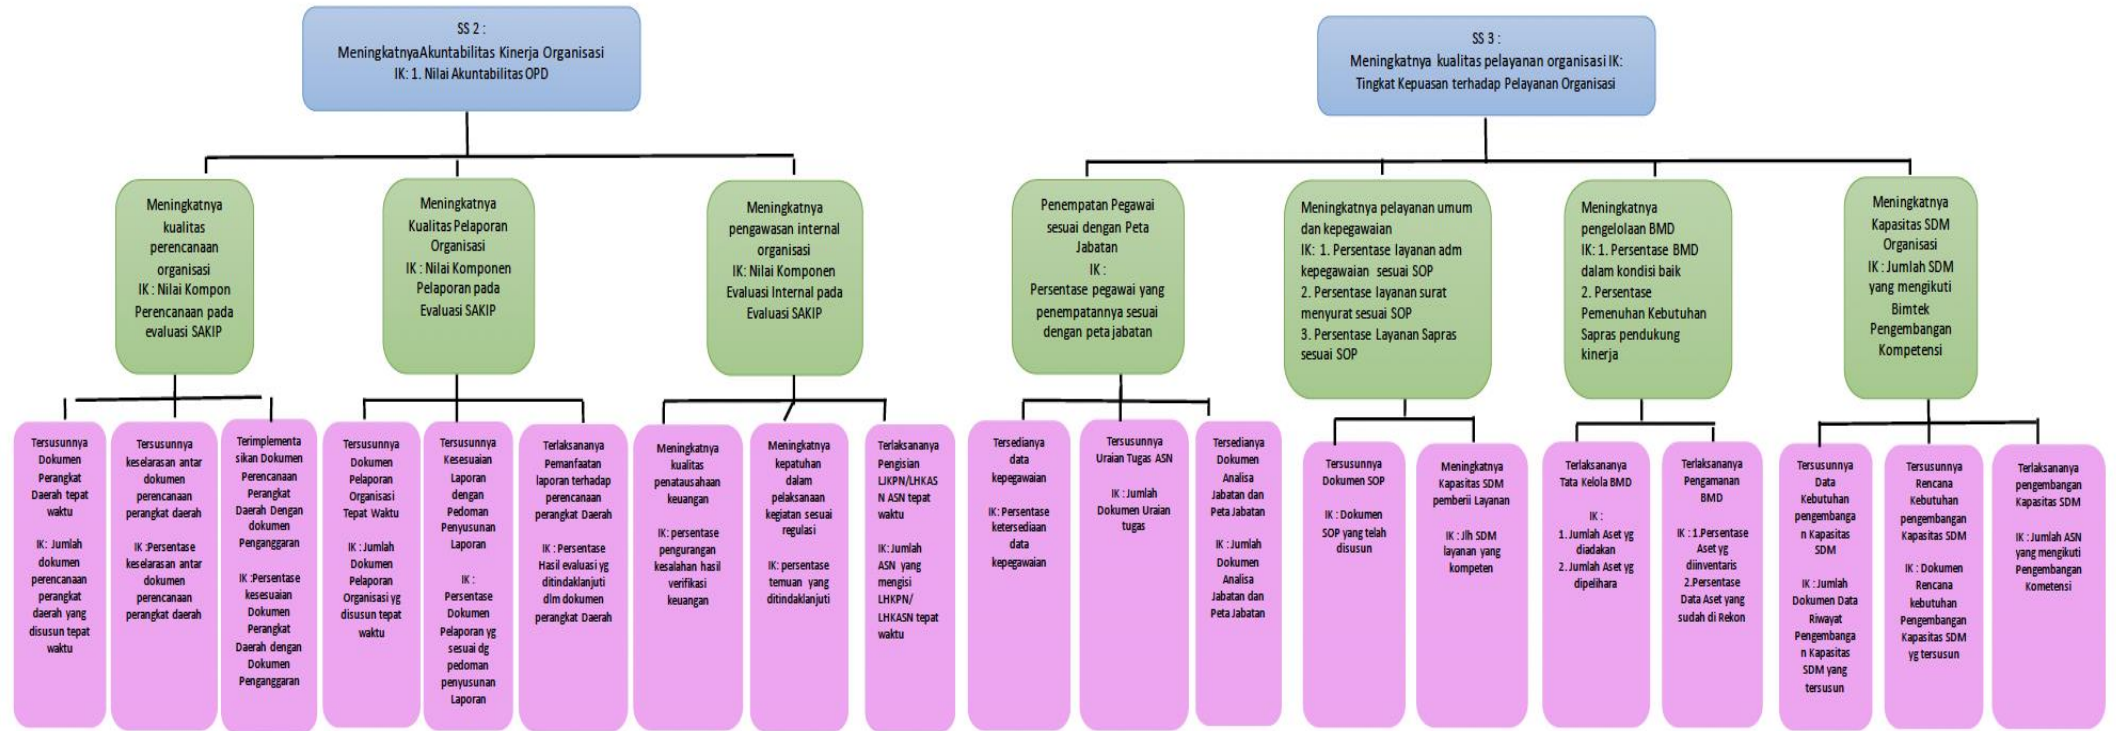 SS 2 :
MeningkatnyaAkuntabilitas Kinerja Organisasi
IK: 1. Nilai Akuntabilitas OPD
SS 3 :
Meningkatnya kualitas pelayanan organisasi IK:
Tingkat Kepuasan terhadap Pelayanan Organisasi
Meningkatnya
kualitas
perencanaan
organisasi
IK : Nilai Kompon
Perencanaan pada
evaluasi SAKIP
Meningkatnya
Kualitas Pelaporan
Organisasi
IK : Nilai Komponen
Pelaporan pada
Evaluasi SAKIP
Meningkatnya
pengawasan internal
organisasi
IK: Nilai Komponen
Evaluasi Internal pada
Evaluasi SAKIP
Penempatan Pegawai
sesuai dengan Peta
Jabatan
IK :
Persentase pegawai yang
penempatannya sesuai
dengan peta jabatan
Meningkatnya pelayanan umum
dan kepegawaian
IK: 1. Persentase layanan adm
kepegawaian sesuai SOP
2. Persentase layanan surat
menyurat sesuai SOP
3. Persentase Layanan Sapras
sesuai SOP
Meningkatnya
pengelolaan BMD
IK: 1. Persentase BMD
dalam kondisi baik
2. Persentase
Pemenuhan Kebutuhan
Sapras pendukung
kinerja
Meningkatnya
Kapasitas SDM
Organisasi
IK : Jumlah SDM
yang mengikuti
Bimtek
Pengembangan
Kompetensi
Tersusunnya
Dokumen
Perangkat
Daerah tepat
waktu
IK: Jumlah
dokumen
perencanaan
perangkat
daerah yang
disusun tepat
waktu
Tersusunnya
keselarasan antar
dokumen
perencanaan
perangkat daerah
IK :Persentase
keselarasan antar
dokumen
perencanaan
perangkat daerah
Terimplementa
sikan Dokumen
Perencanaan
Perangkat
Daerah Dengan
dokumen
Penganggaran
IK :Persentase
kesesuaian
Dokumen
Perangkat
Daerah dengan
Dokumen
Penganggaran
Tersusunnya
Dokumen
Pelaporan
Organisasi
Tepat Waktu
IK : Jumlah
Dokumen
Pelaporan
Organisasi yg
disusun tepat
waktu
Tersusunnya
Kesesuaian
Laporan
dengan
Pedoman
Penyusunan
Laporan
IK :
Persentase
Dokumen
Pelaporan yg
sesuai dg
pedoman
penyusunan
Laporan
Terlaksananya
Pemanfaatan
laporan terhadap
perencanaan
perangkat Daerah
IK : Persentase
Hasil evaluasi yg
ditindaklanjuti
dlm dokumen
perangkat Daerah
Meningkatnya
kualitas
penatausahaan
keuangan
IK: persentase
pengurangan
kesalahan hasil
verifikasi
keuangan
Meningkatnya
kepatuhan
dalam
pelaksanaan
kegiatan sesuai
regulasi
IK: persentase
temuan yang
ditindaklanjuti
Terlaksananya
Pengisian
LJKPN/LHKAS
N ASN tepat
waktu
IK: Jumlah
ASN yang
mengisi
LHKPN/
LHKASN tepat
waktu
Tersedianya
data
kepegawaian
IK: Persentase
ketersediaan
data
kepegawaian
Tersusunnya
Uraian Tugas ASN
IK : Jumlah
Dokumen Uraian
tugas
Tersedianya
Dokumen
Analisa
Jabatan dan
Peta Jabatan
IK : Jumlah
Dokumen
Analisa
Jabatan dan
Peta Jabatan
Tersusunnya
Dokumen SOP
IK : Dokumen
SOP yang telah
disusun
Meningkatnya
Kapasitas SDM
pemberii Layanan
IK : Jlh SDM
layanan yang
kompeten
Terlaksananya
Tata Kelola BMD
IK :
1. Jumlah Aset yg
diadakan
2. Jumlah Aset yg
dipelihara
Terlaksananya
Pengamanan
BMD
IK : 1.Persentase
Aset yg
diinventaris
2.Persentase
Data Aset yang
sudah di Rekon
Tersusunnya
Data
Kebutuhan
pengembanga
n Kapasitas
SDM
IK : Jumlah
Dokumen Data
Riwayat
Pengembanga
n Kapasitas
SDM yang
tersusun
Tersusunnya
Rencana
Kebutuhan
pengembangan
Kapasitas SDM
IK : Dokumen
Rencana
kebutuhan
Pengembangan
Kapasitas SDM
yg tersusun
Terlaksananya
pengembangan
Kapasitas SDM
IK : Jumlah ASN
yang mengikuti
Pengembangan
Kometensi